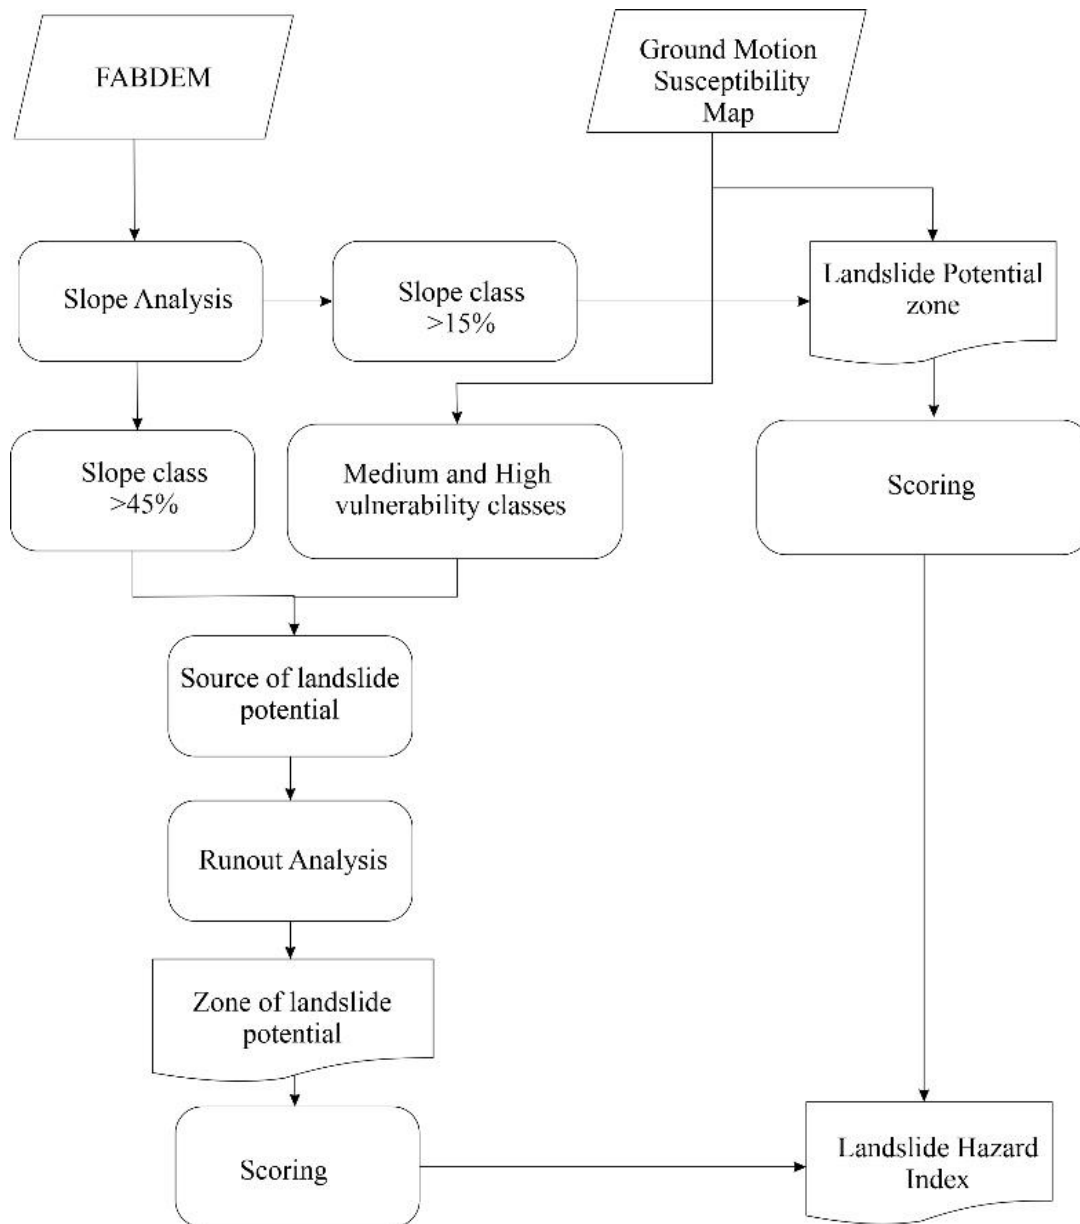 FABDEM
Ground Motion
Susceptibility
Map
Slope Analysis
Slope class
>15%
Landslide Potential
zone
Slope class
>45%
Medium and High
vulnerability classes
Scoring
Source of landslide
potential
Runout Analysis
Zone of landslide
potential
Scoring
Landslide Hazard
Index